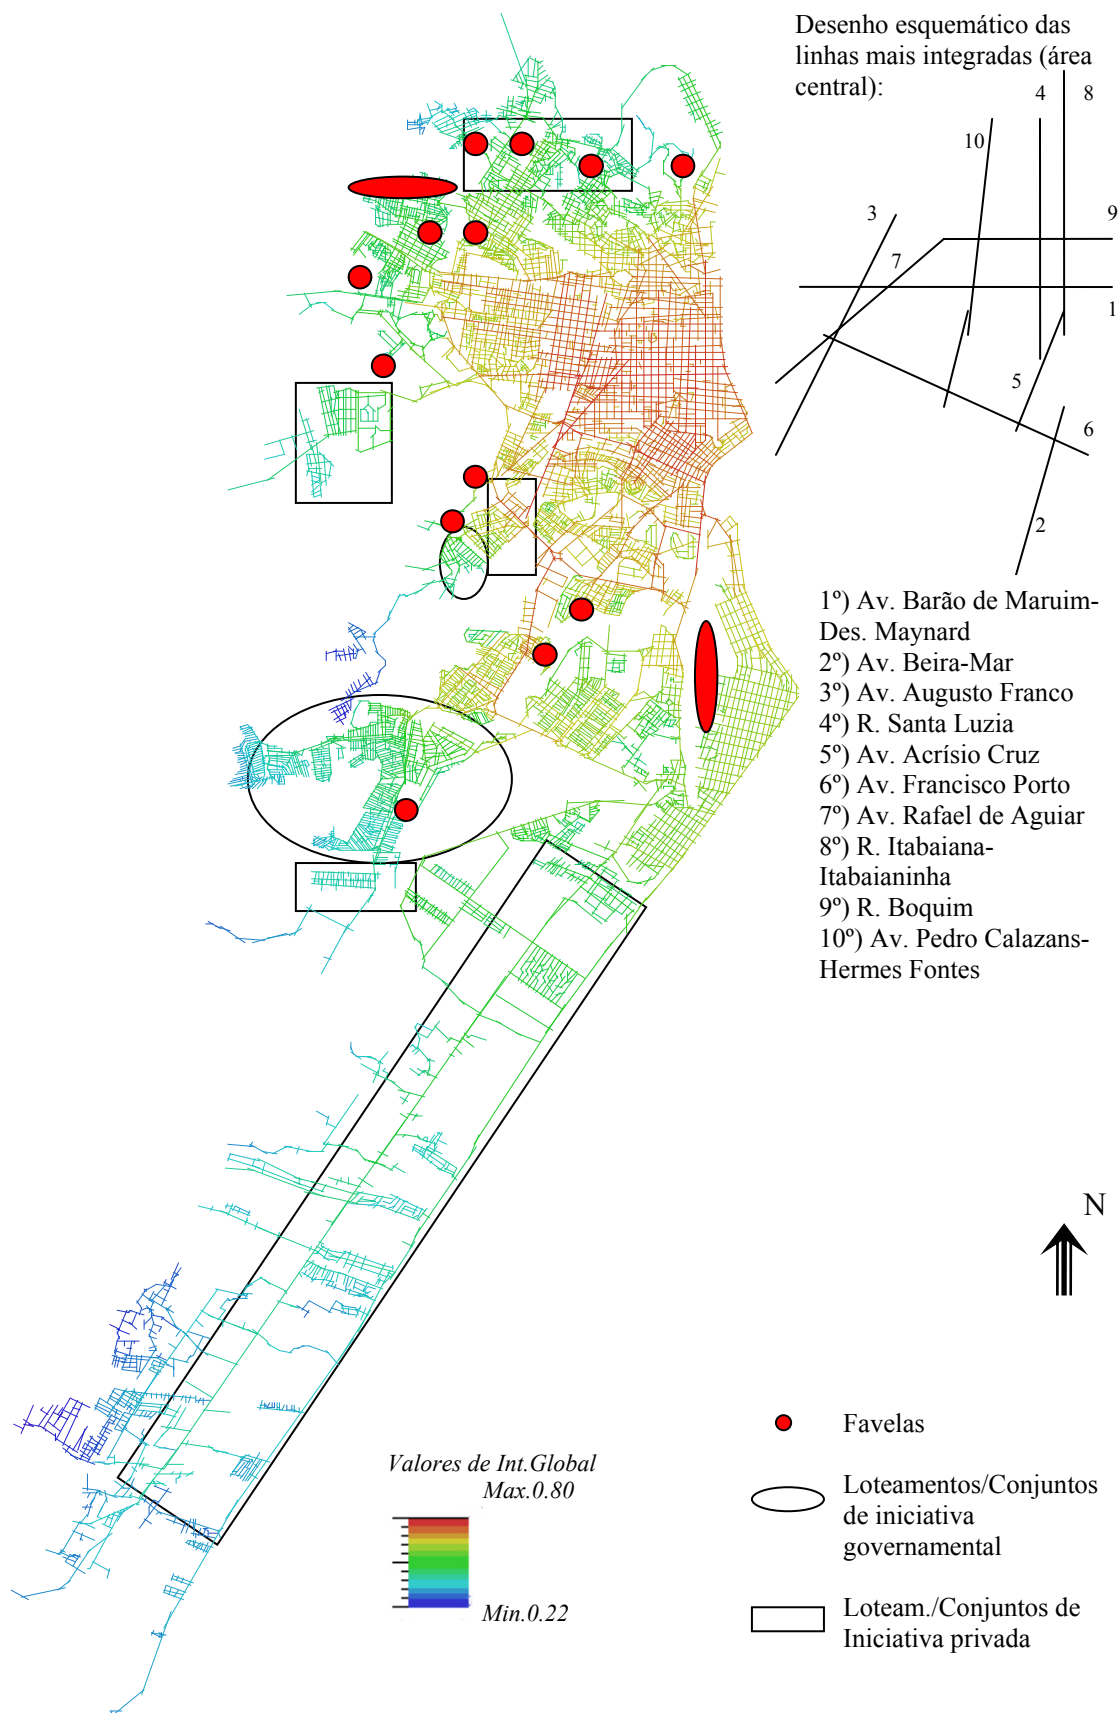 Desenho esquemático das
linhas mais integradas (área
central):
4
8
10
3
9
7
1
5
6
2
1º) Av. Barão de Maruim-
Des. Maynard
2º) Av. Beira-Mar
3º) Av. Augusto Franco
4º) R. Santa Luzia
5º) Av. Acrísio Cruz
6º) Av. Francisco Porto
7º) Av. Rafael de Aguiar
8º) R. Itabaiana-
Itabaianinha
9º) R. Boquim
10º) Av. Pedro Calazans-
Hermes Fontes
N
Favelas
Loteamentos/Conjuntos
de iniciativa
governamental
Loteam./Conjuntos de
Iniciativa privada
Valores de Int.Global
Max.0.80
Min.0.22